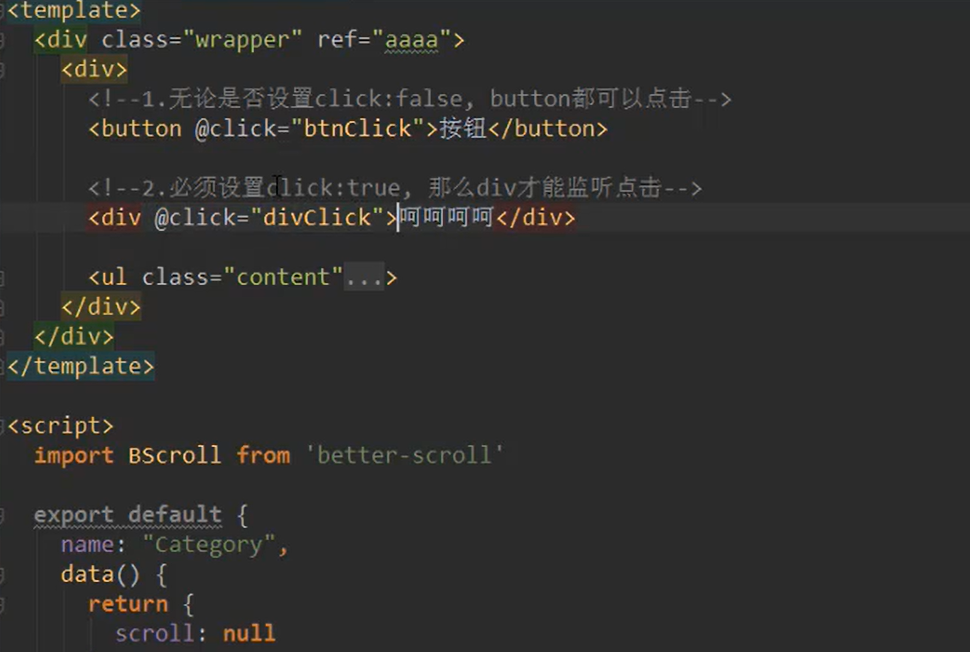 <template>
<div class="wrapper" ref="aaaa">
<div>
<!--1.无论是否设置click:false, button都可以点击-->
<button @click="btnClick">按钮</button>
<!--2.必须设置click:true, 那么div才能监听点击-->
<div @click="divClick">呵呵呵呵</div>
<ul class="content"...>
</div>
</div>
</template>
<script>
import BScroll from 'better-scroll'
export default {
name: "Category",
data() {
return {
scroll: null